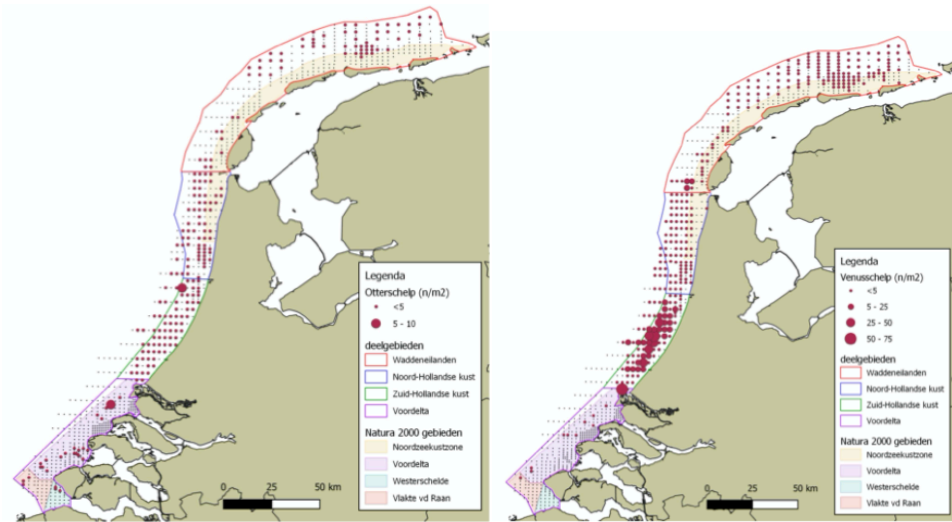 Legenda
Otterschelp (n/m2)
<5
5 - 10
deelgebieden
Waddeneilanden
Noord-Hollandse kust
Zuid-Hollandse kust
Voordelta
Natura 2000 gebieden
Noordzeekustzone
Voordelta
Westerschelde
Vlakte vd Raan
0 25 50 km
Legenda
Venusschelp (n/m2)
<5
5 - 25
25 - 50
50 - 75
deelgebieden
Waddeneilanden
Noord-Hollandse kust
Zuid-Hollandse kust
Voordelta
Natura 2000 gebieden
Noordzeekustzone
Voordelta
Westerschelde
Vlakte vd Raan
0 25 50 km